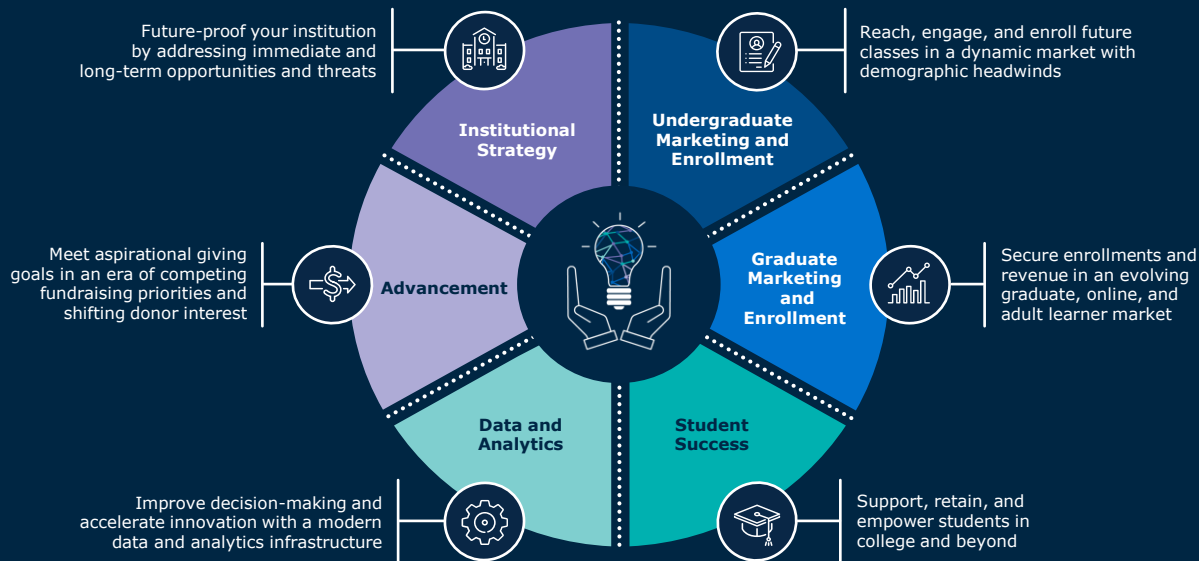 Future-proof your institution
by addressing immediate and
long-term opportunities and threats
Institutional
Strategy
Reach, engage, and enroll future
classes in a dynamic market with
demographic headwinds
Undergraduate
Marketing and
Enrollment
Meet aspirational giving
goals in an era of competing
fundraising priorities and
shifting donor interest
Advancement
Graduate
Marketing
and
Enrollment
Secure enrollments and
revenue in an evolving
graduate, online, and
adult learner market
Data and
Analytics
Improve decision-making and
accelerate innovation with a modern
data and analytics infrastructure
Student
Success
Support, retain, and
empower students in
college and beyond